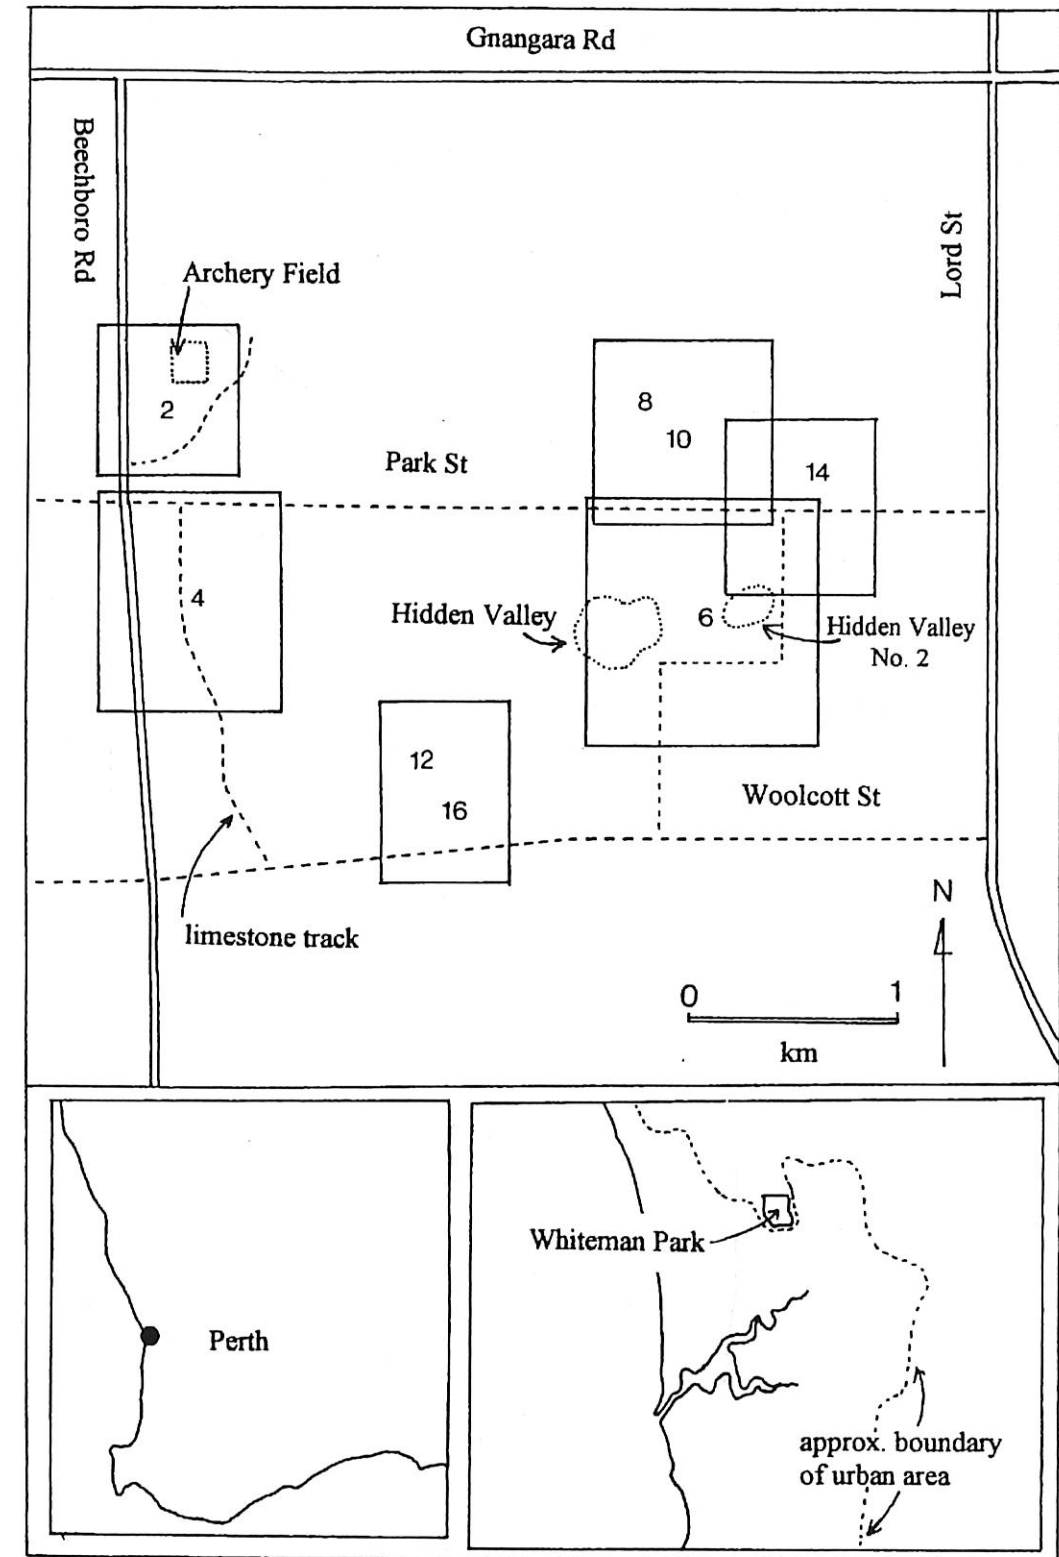 Gnangara Rd
Beechboro Rd
Lord St
Archery Field
2
8
10
14
Park St
4
Hidden Valley
6
Hidden Valley
No. 2
12
16
Woolcott St
limestone track
N
0 1
km
Whiteman Park
Perth
approx. boundary
of urban area